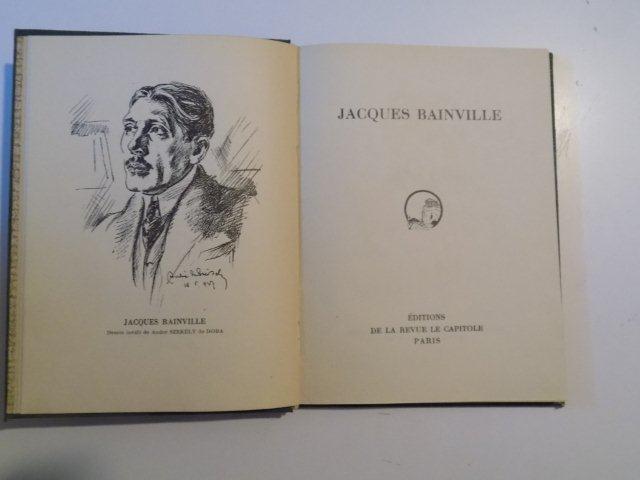 JACQUES BAINVILLE
Dessin inédit de André SZEKELY de DOBA
JACQUES BAINVILLE
ÉDITIONS
DE LA REVUE LE CAPITOLE
PARIS